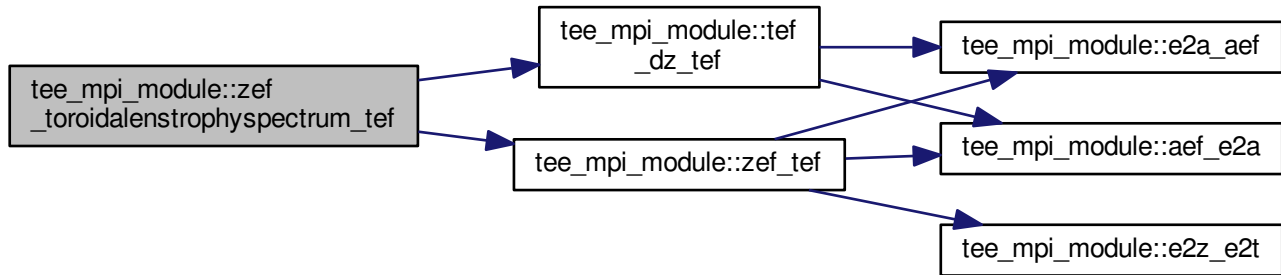 tee_mpi_module::zef
_toroidalenstrophyspectrum_tef
tee_mpi_module::tef
_dz_tef
tee_mpi_module::zef_tef
tee_mpi_module::e2a_aef
tee_mpi_module::aef_e2a
tee_mpi_module::e2z_e2t